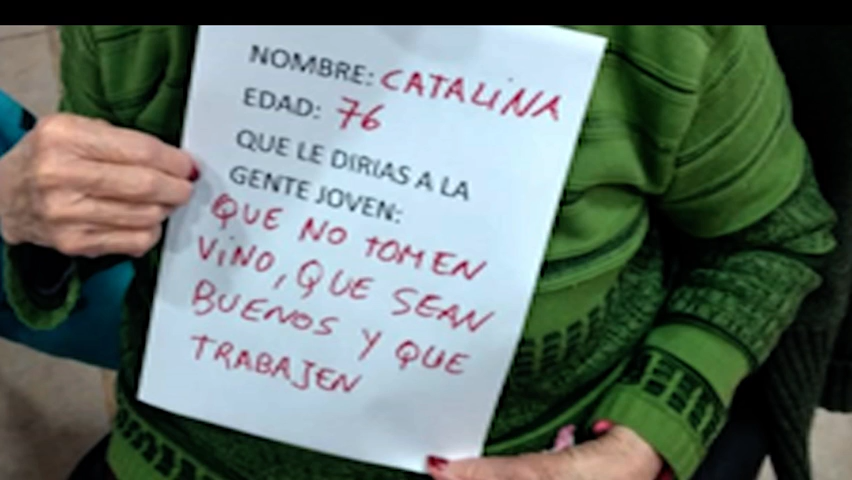 NOMBRE: CATALINA
EDAD: 76
QUE LE DIRIAS A LA
GENTE JOVEN:
QUE NO TOMEN
VINO, QUE SEAN
BUENOS Y QUE
TRABAJEN